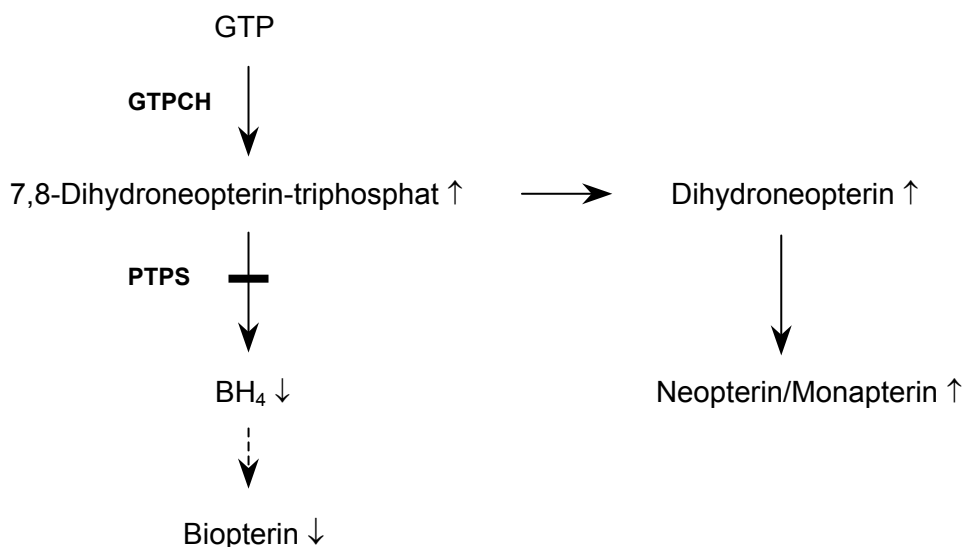 GTP
GTPCH
7,8-Dihydroneopterin-triphosphat ↑
Dihydroneopterin ↑
PTPS
BH₄ ↓
Neopterin/Monapterin ↑
Biopterin ↓